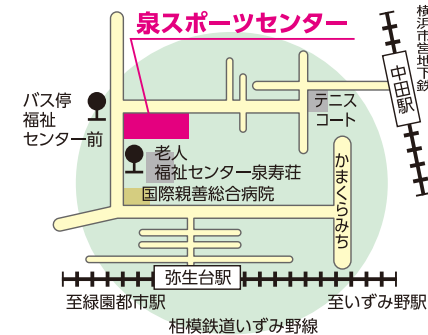 泉スポーツセンター
横浜市営地下鉄
中田駅
バス停
福祉
センター前
テニス
コート
老人
福祉センター泉寿荘
国際親善総合病院
かまくらみち
弥生台駅
至緑園都市駅
至いずみ野駅
相模鉄道いずみ野線